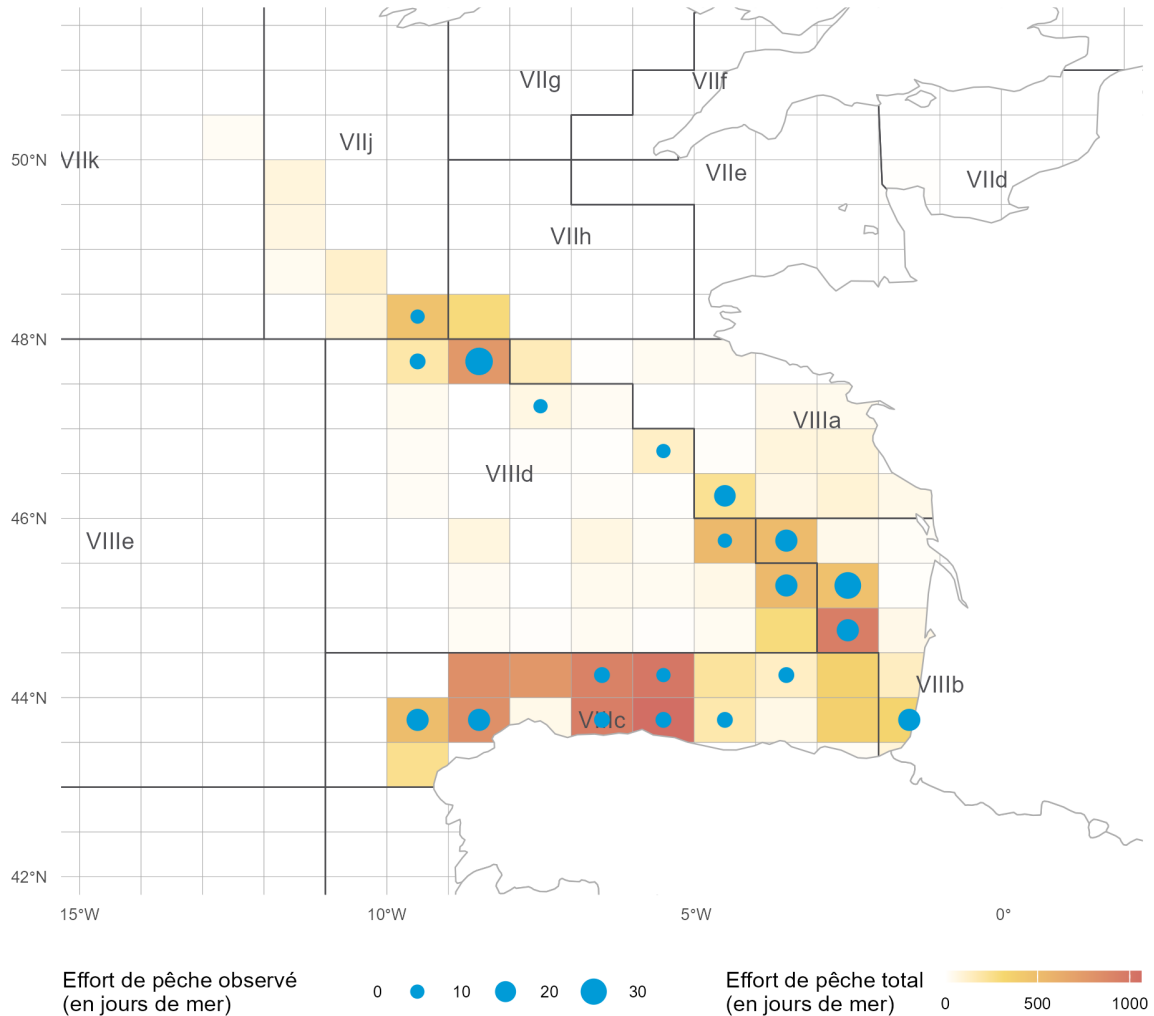 VIIg
VIIf
VIIj
50°N
VIIk
VIIe
VIId
VIIh
48°N
VIIIa
VIIId
46°N
VIIIe
44°N
VIIIb
VIIIc
42°N
15°W
10°W
5°W
0°
Effort de pêche observé
(en jours de mer)
0
10
20
30
Effort de pêche total
(en jours de mer)
0
500
1000